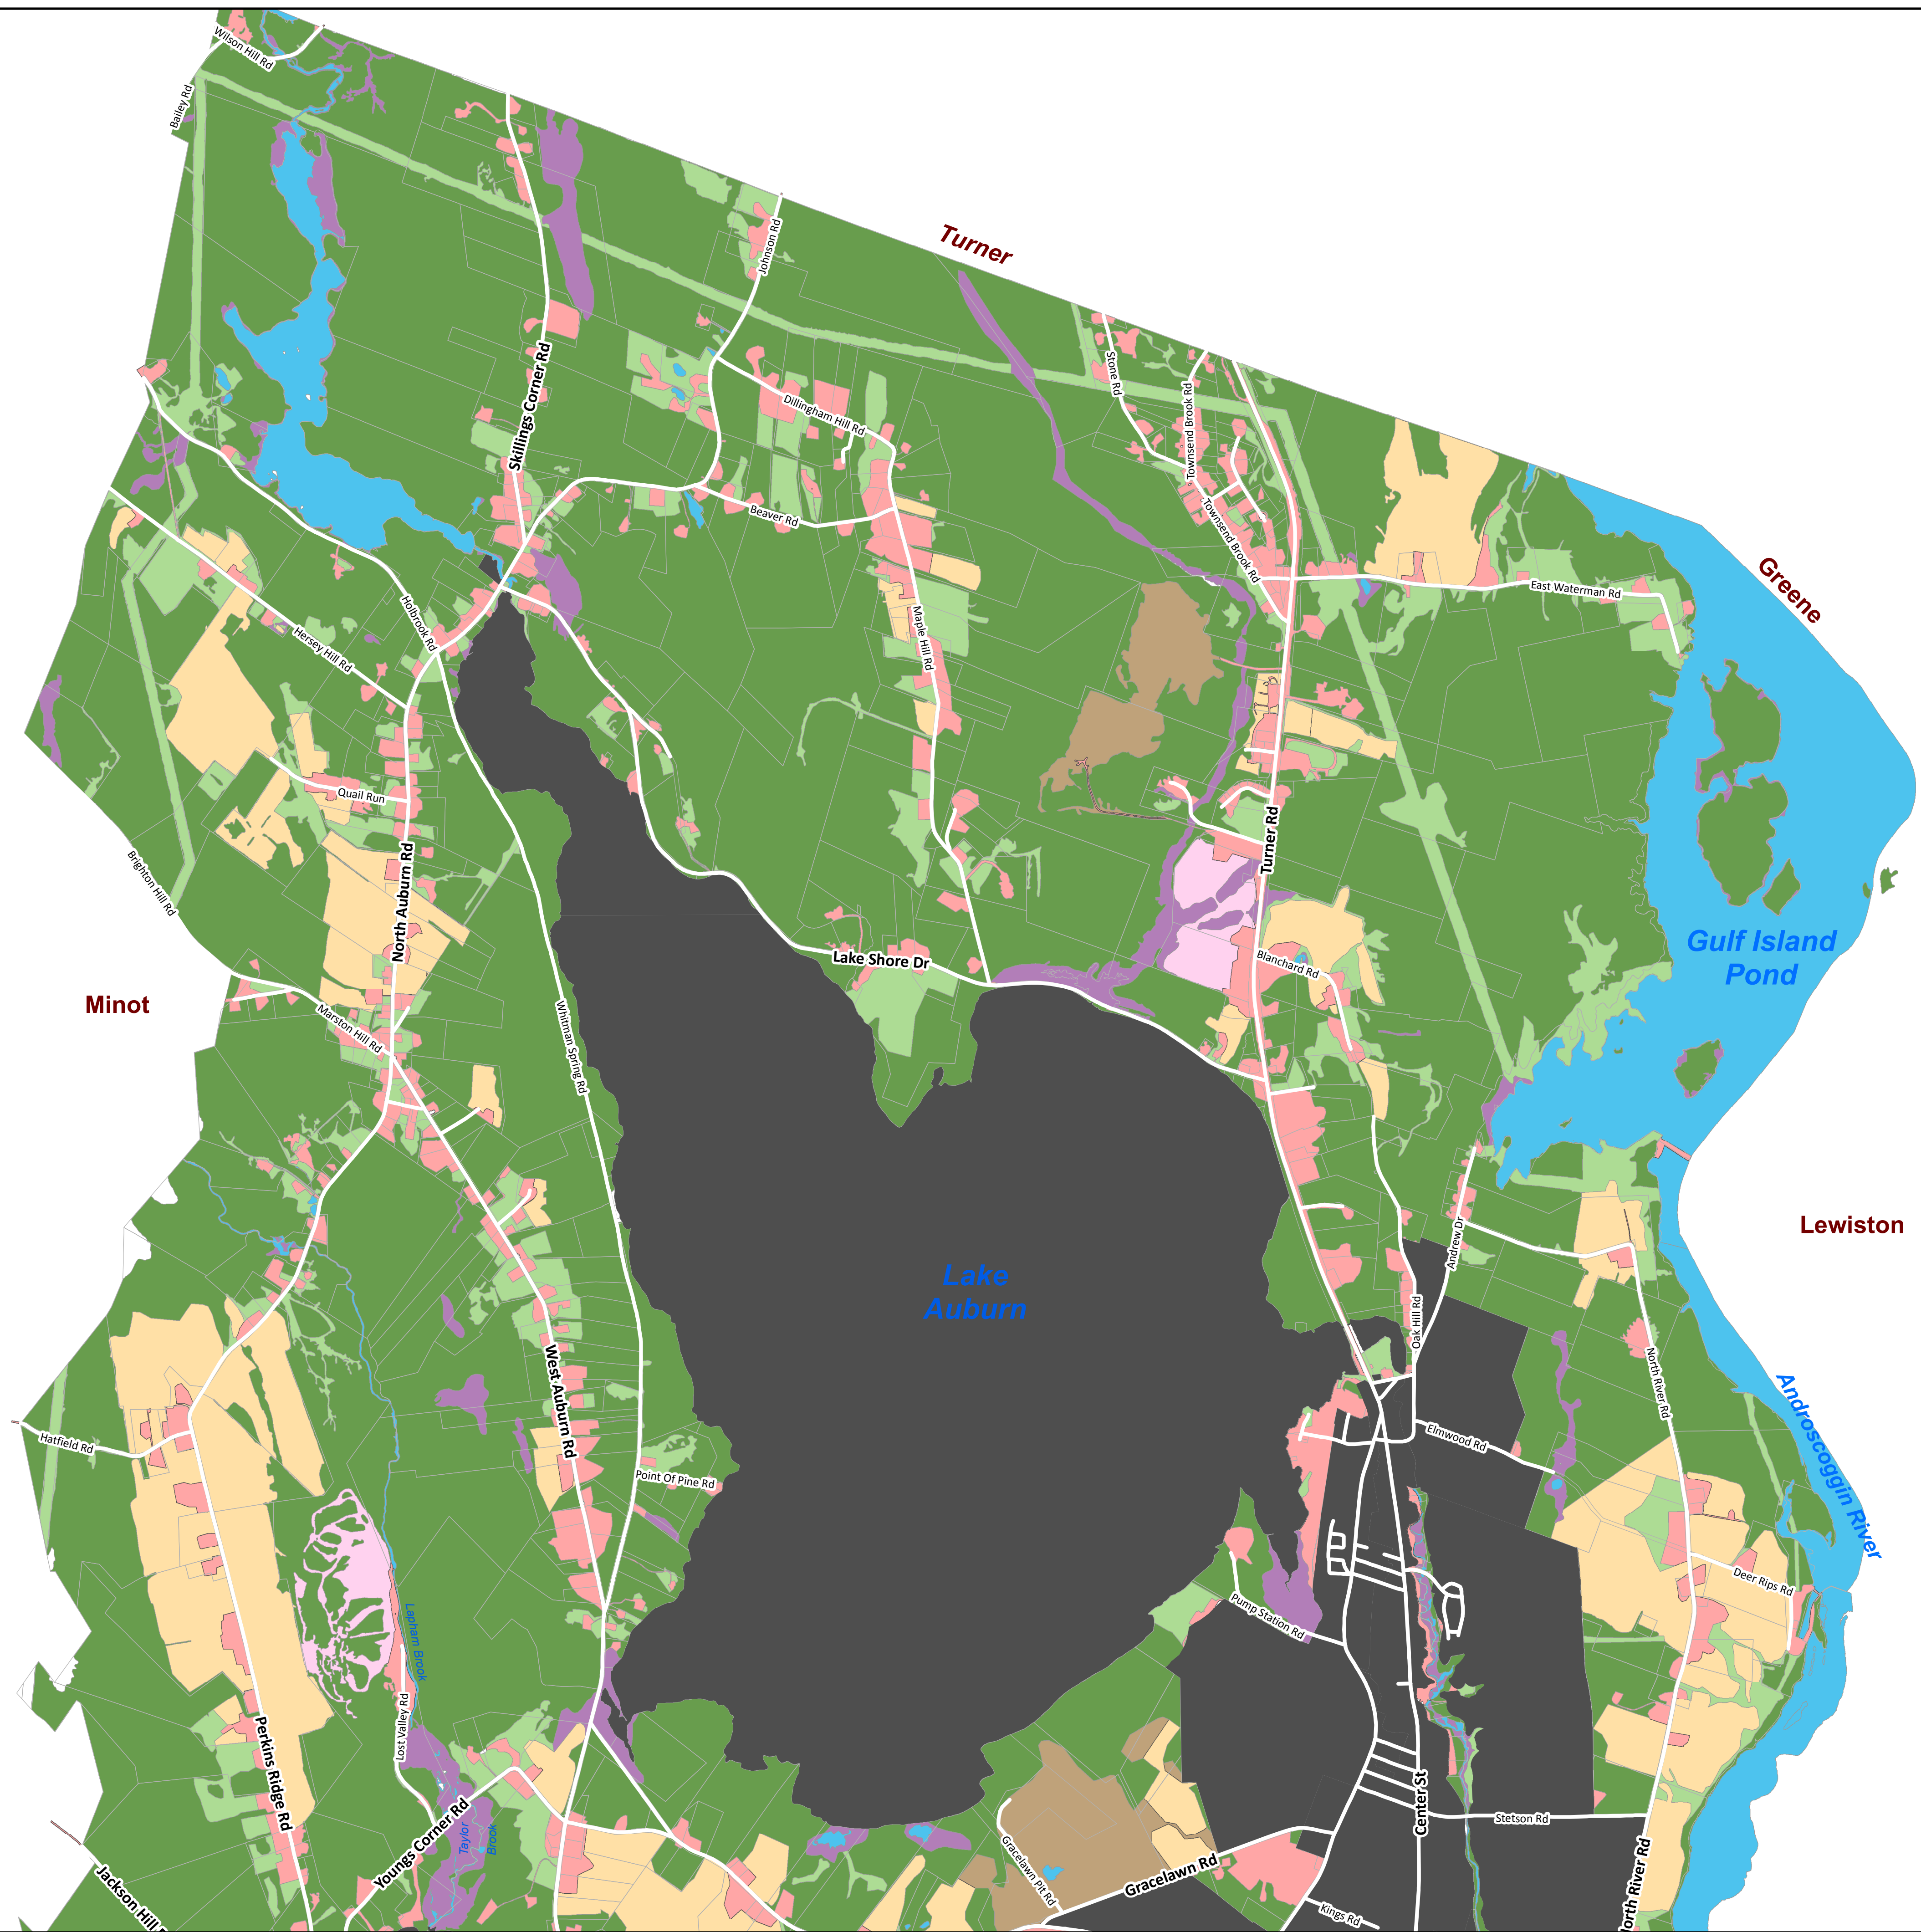 Wilson Hill Rd
Bailey Rd
Johnson Rd
Turner
Skillings Corner Rd
Stone Rd
Townsend Brook Rd
Dillingham Hill Rd
Beaver Rd
Townsend Brook Rd
East Waterman Rd
Greene
Holbrook Rd
Hersey Hill Rd
Maple Hill Rd
Quail Run
Turner Rd
Brighton Hill Rd
North Auburn Rd
Lake Shore Dr
Blanchard Rd
Gulf Island
Pond
Minot
Marston Hill Rd
Whitman Spring Rd
Lewiston
Andrew Dr
Lake
Auburn
Oak Hill Rd
North River Rd
West Auburn Rd
Androscoggin River
Hatfield Rd
Elmwood Rd
Point Of Pine Rd
Deer Rips Rd
Pump Station Rd
Lapham Brook
Lost Valley Rd
Perkins Ridge Rd
Center St
Stetson Rd
Youngs Corner Rd
Taylor
Brook
Gracelawn Pit Rd
Gracelawn Rd
Jackson Hill
Kings Rd
North River Rd